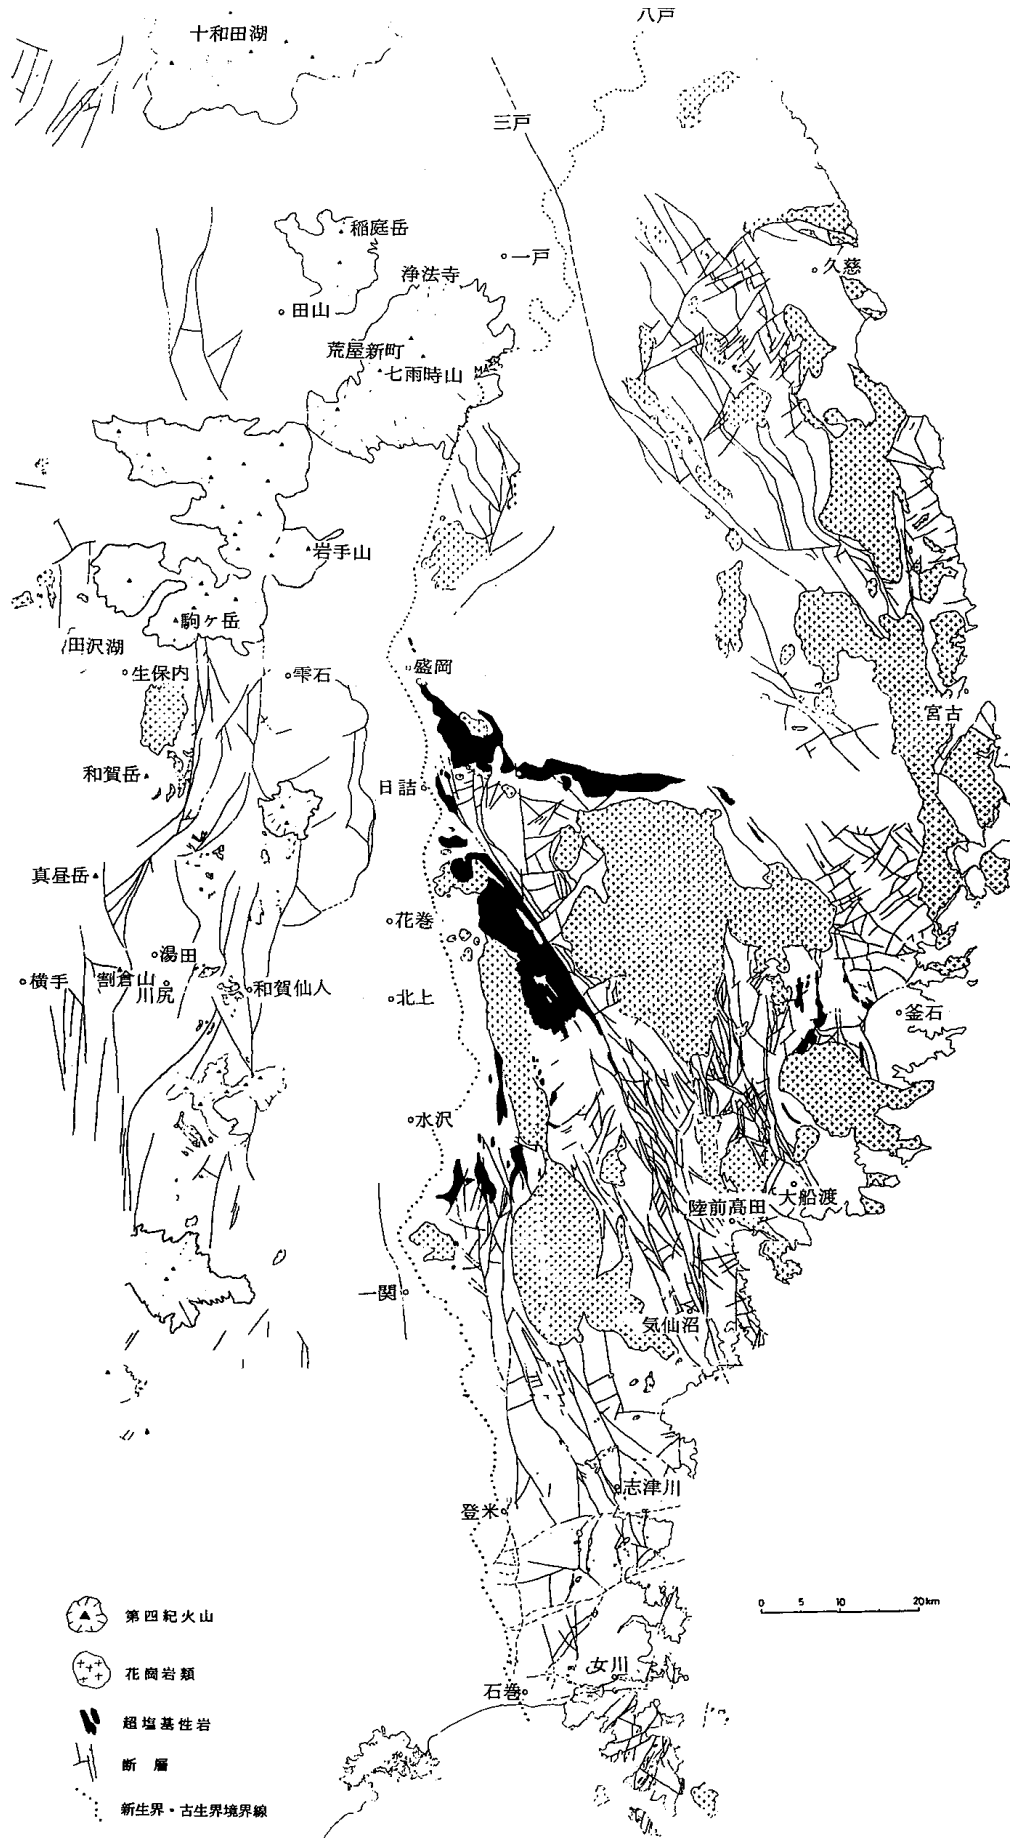 八戸
十和田湖
三戸
稲庭岳
一戸
久慈
浄法寺
田山
荒屋新町
七雨時山
岩手山
駒ヶ岳
田沢湖
生保内
雫石
盛岡
宮古
和賀岳
日詰
真昼岳
花巻
湯田
横手
割倉山
川尻
和賀仙人
北上
釜石
水沢
大船渡
陸前高田
一関
気仙沼
志津川
登米
第四紀火山
0 5 10 20km
花崗岩類
女川
石巻
超塩基性岩
断層
新生界・古生界境界線